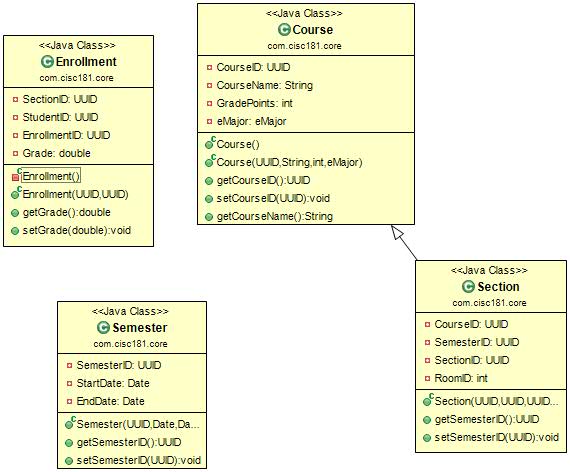 <<Java Class>>
Enrollment
com.cisc181.core
SectionID: UUID
StudentID: UUID
EnrollmentID: UUID
Grade: double
Enrollment()
Enrollment(UUID,UUID)
getGrade():double
setGrade(double):void
<<Java Class>>
Course
com.cisc181.core
CourseID: UUID
CourseName: String
GradePoints: int
eMajor: eMajor
Course()
Course(UUID,String,int,eMajor)
getCourseID():UUID
setCourseID(UUID):void
getCourseName():String
<<Java Class>>
Semester
com.cisc181.core
SemesterID: UUID
StartDate: Date
EndDate: Date
Semester(UUID,Date,Da...
getSemesterID():UUID
setSemesterID(UUID):void
<<Java Class>>
Section
com.cisc181.core
CourseID: UUID
SemesterID: UUID
SectionID: UUID
RoomID: int
Section(UUID,UUID,UUID...
getSemesterID():UUID
setSemesterID(UUID):void